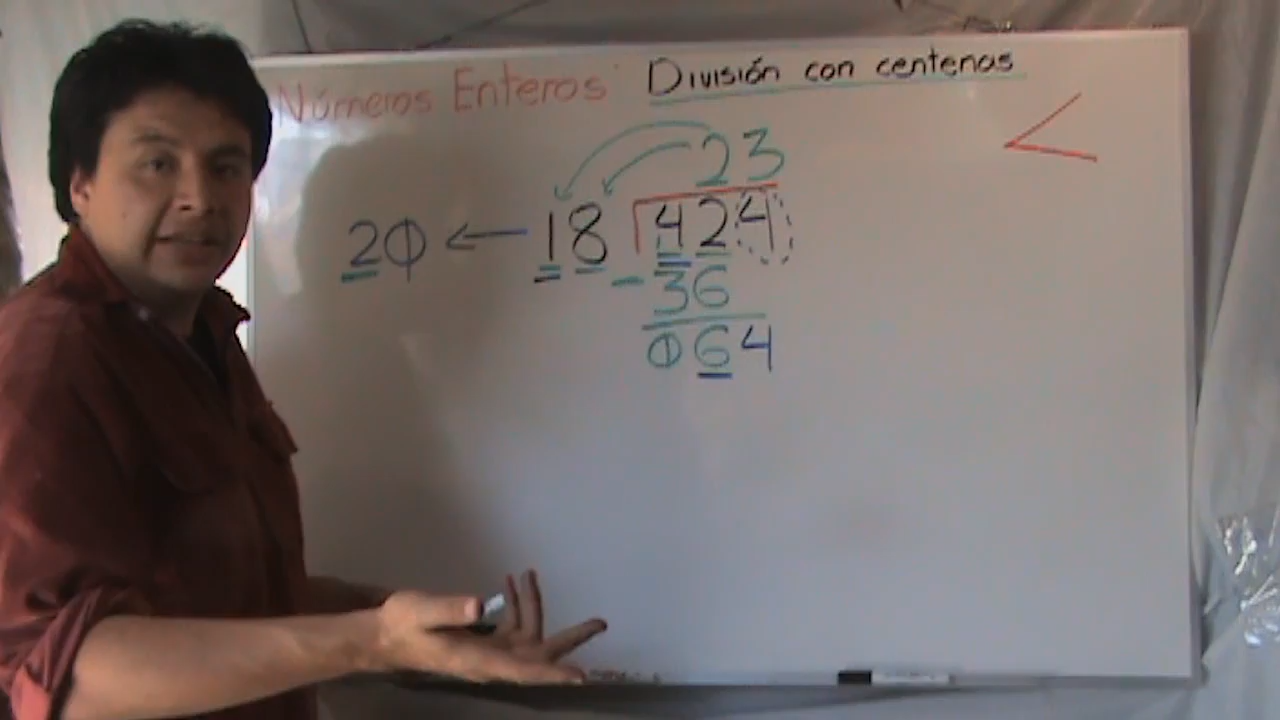 Números Enteros: División con centenas
23
20 ← 18 424
- 36
064
<